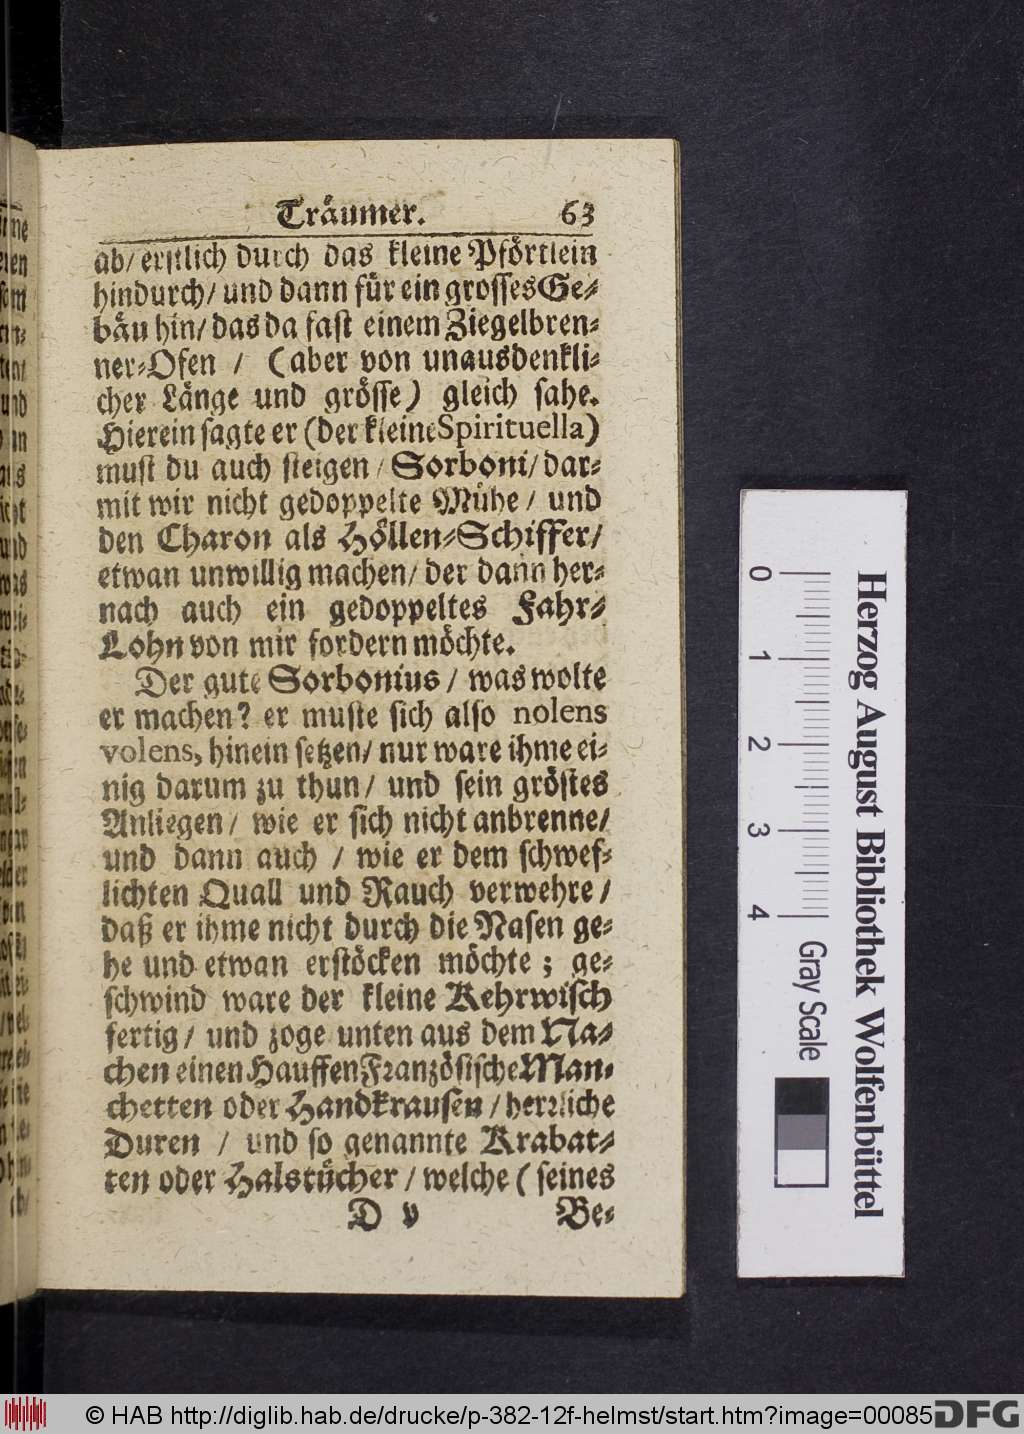 Träumer. 63
ab/ erſtlich durch das kleine Pförtlein
hindurch/ und dann für ein groſſes Ge-
bäu hin/ das da faſt einem Ziegelbren-
ner-Ofen / (aber von unausdenkli-
cher Länge und gröſſe) gleich ſahe.
Hierein ſagte er (der kleine Spirituella)
muſt du auch ſteigen / Sorboni/ dar-
mit wir nicht gedoppelte Mühe / und
den Charon als Höllen-Schiffer/
etwan unwillig machen/ der dann her-
nach auch ein gedoppeltes Fahr-
Lohn von mir fordern möchte.
Der gute Sorbonius / was wolte
er machen? er muſte ſich alſo nolens
volens, hinein ſetzen/ nur ware ihme ei-
nig darum zu thun / und ſein gröſtes
Anliegen / wie er ſich nicht anbrenne/
und dann auch / wie er dem ſchwef-
lichten Quall und Rauch verwehre /
daß er ihme nicht durch die Naſen ge-
he und etwan erſtöcken möchte ; ge-
ſchwind ware der kleine Kehrwiſch
fertig / und zoge unten aus dem Na-
chen einen Hauffen Franzöſiſche Man-
chetten oder Handkrauſen / herꝛliche
Duren / und ſo genannte Krabat-
ten oder Halstücher / welche ( ſeines
D v Be-
0 1 2 3 4 Gray Scale
Herzog August Bibliothek Wolfenbüttel
© HAB http://diglib.hab.de/drucke/p-382-12f-helmst/start.htm?image=00085
DFG